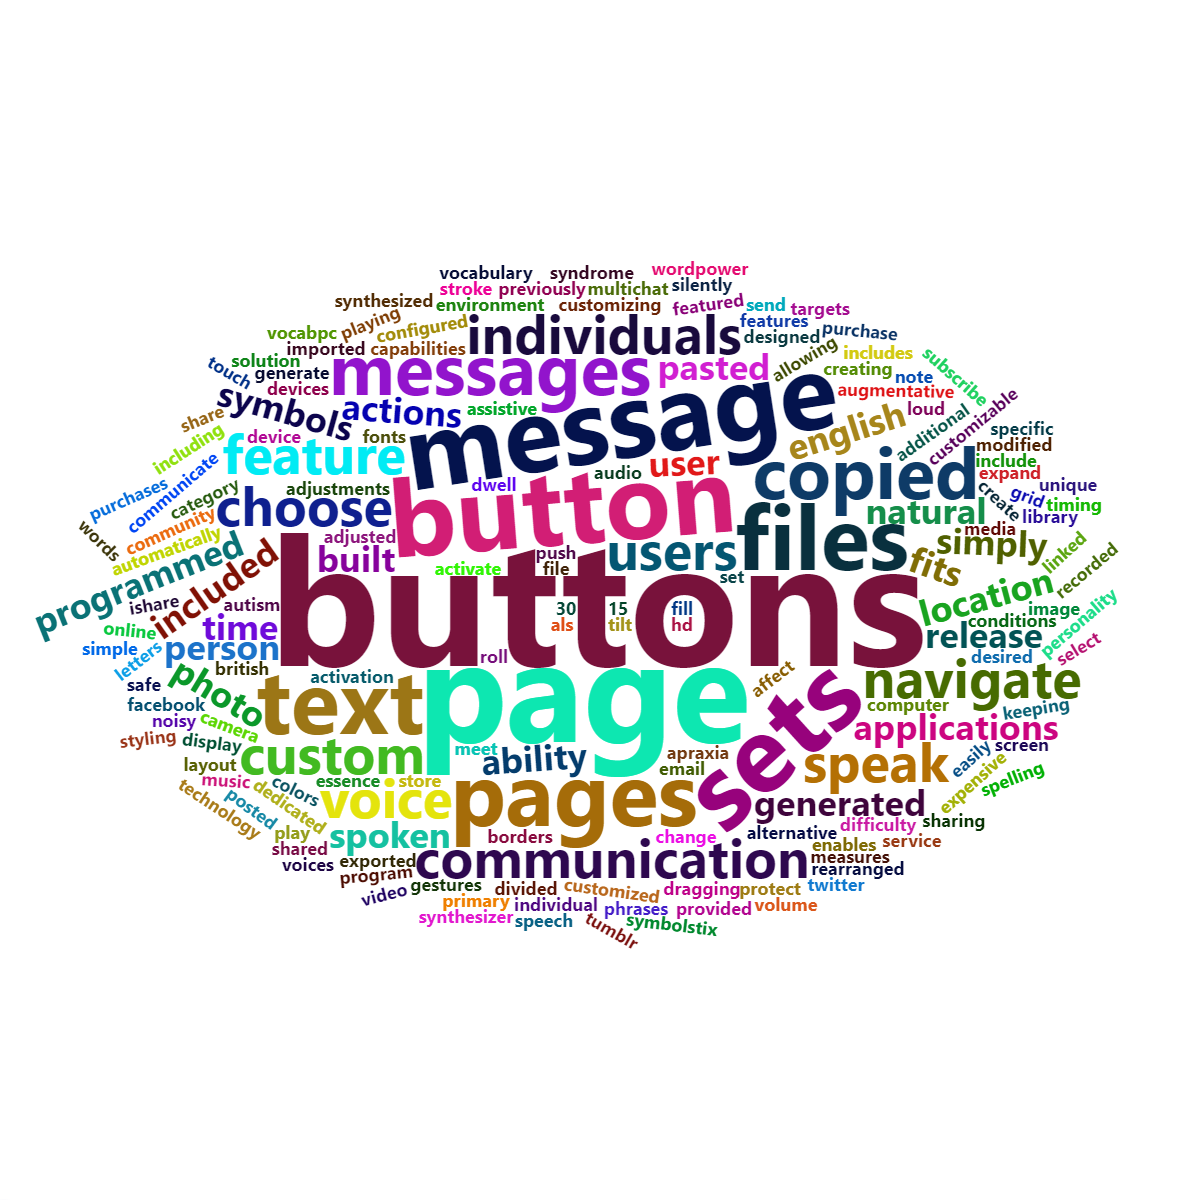 vocabulary syndrome wordpower
stroke previously multichat silently
synthesized environment customizing featured send targets
vocabpc playing configured individuals features designed purchase
imported capabilities allowing includes subscribe
solution messages pasted creating
touch generate devices message note augmentative customizable
share symbols actions assistive english loud additional specific
including device feature fonts audio user copied modified
communicate adjustments dwell button include expand
purchases category choose files natural create grid unique timing
words community adjusted media library
automatically built push users simply linked
programmed included activate file set fits recorded
ishare autism buttons 30 15 fill location image personality
online time als tilt hd conditions
simple person roll release desired select
letters british
safe photo activation text page affect navigate
facebook computer keeping
noisy camera sets applications
styling display custom meet ability apraxia easily screen
layout email speak expensive spelling
music colors essence store
technology posted dedicated voice pages generated sharing
play spoken borders change alternative difficulty
shared enables service
voices exported communication measures
program rearranged
video gestures divided customized dragging protect twitter
primary individual phrases provided volume
synthesizer speech tumblr symbolstix